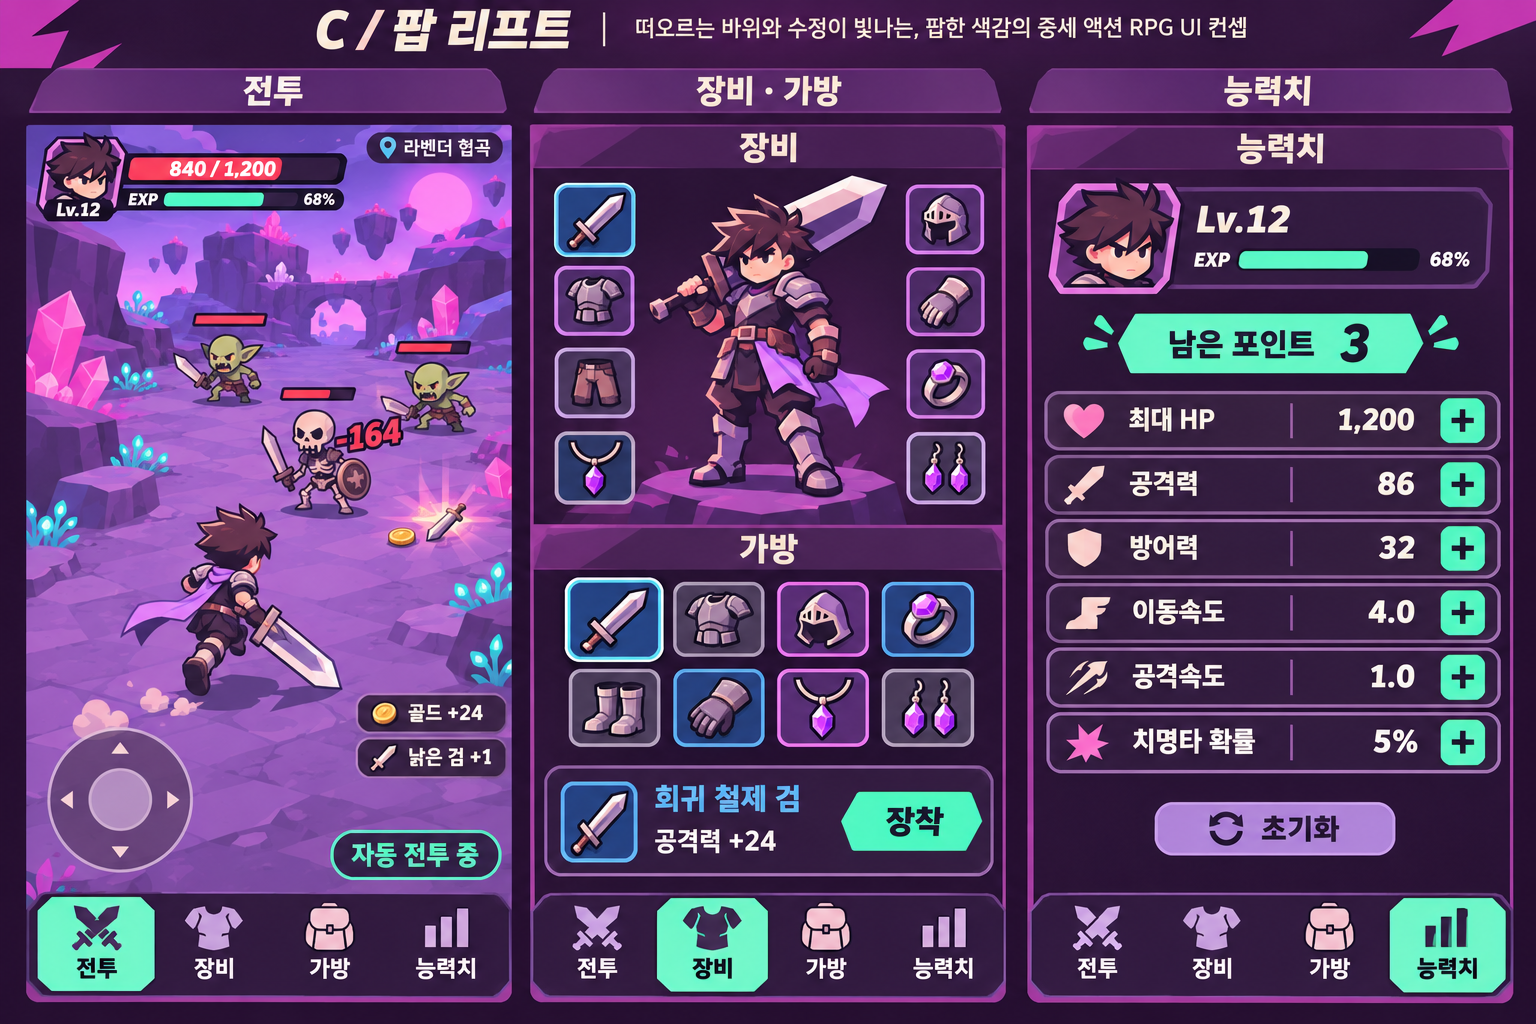 C / 팝 리프트
떠오르는 바위와 수정이 빛나는, 팝한 색감의 중세 액션 RPG UI 컨셉
전투
840 / 1,200
라벤더 협곡
Lv.12
EXP
68%
-164
골드 +24
낡은 검 +1
자동 전투 중
전투
장비
가방
능력치
장비 · 가방
장비
가방
회귀 철제 검
공격력 +24
장착
전투
장비
가방
능력치
능력치
능력치
Lv.12
EXP
68%
남은 포인트 3
최대 HP 1,200 +
공격력 86 +
방어력 32 +
이동속도 4.0 +
공격속도 1.0 +
치명타 확률 5% +
초기화
전투
장비
가방
능력치